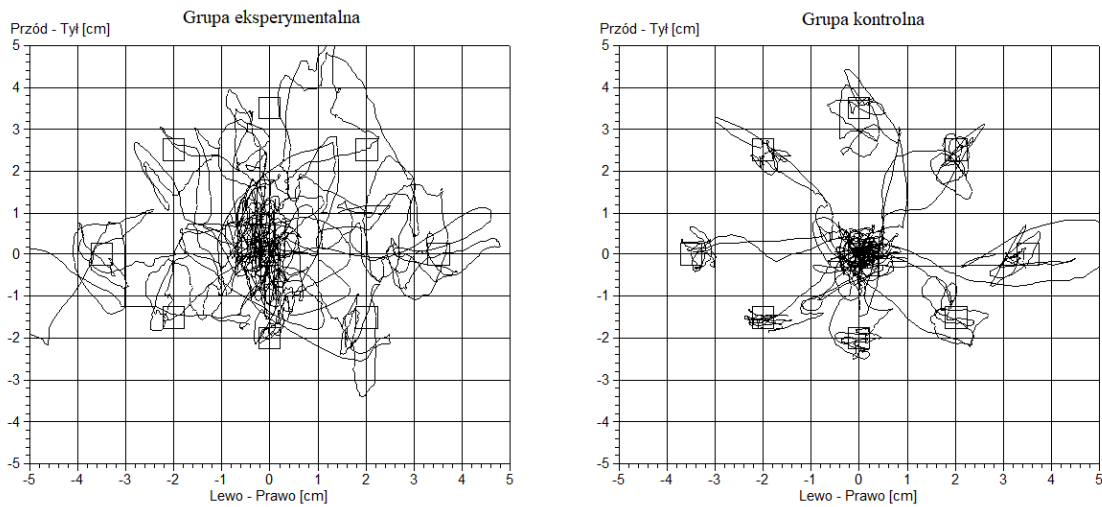 Grupa eksperymentalna
Przód - Tył [cm]
5
4
3
2
1
0
-1
-2
-3
-4
-5
-5 -4 -3 -2 -1 0 1 2 3 4 5
Lewo - Prawo [cm]
Grupa kontrolna
Przód - Tył [cm]
5
4
3
2
1
0
-1
-2
-3
-4
-5
-5 -4 -3 -2 -1 0 1 2 3 4 5
Lewo - Prawo [cm]